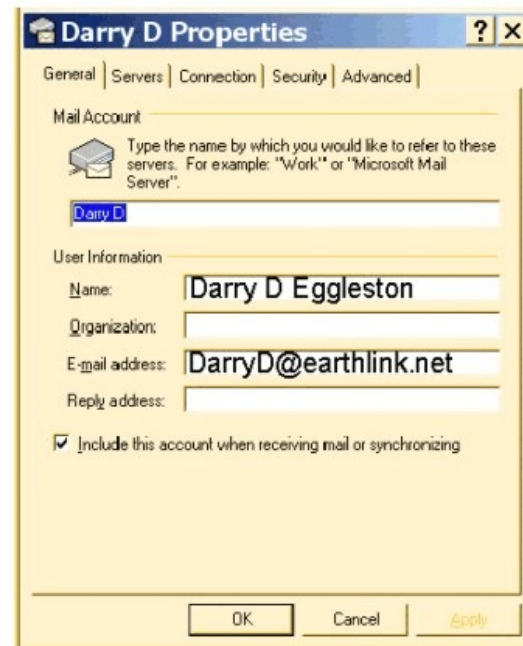 Darry D Properties ? ×
General Servers Connection Security Advanced
Mail Account
Type the name by which you would like to refer to these
servers. For example: "Work" or "Microsoft Mail
Server".
Darry D
User Information
Name: Darry D Eggleston
Organization:
E-mail address: DarryD@earthlink.net
Reply address:
Include this account when receiving mail or synchronizing
OK Cancel Apply